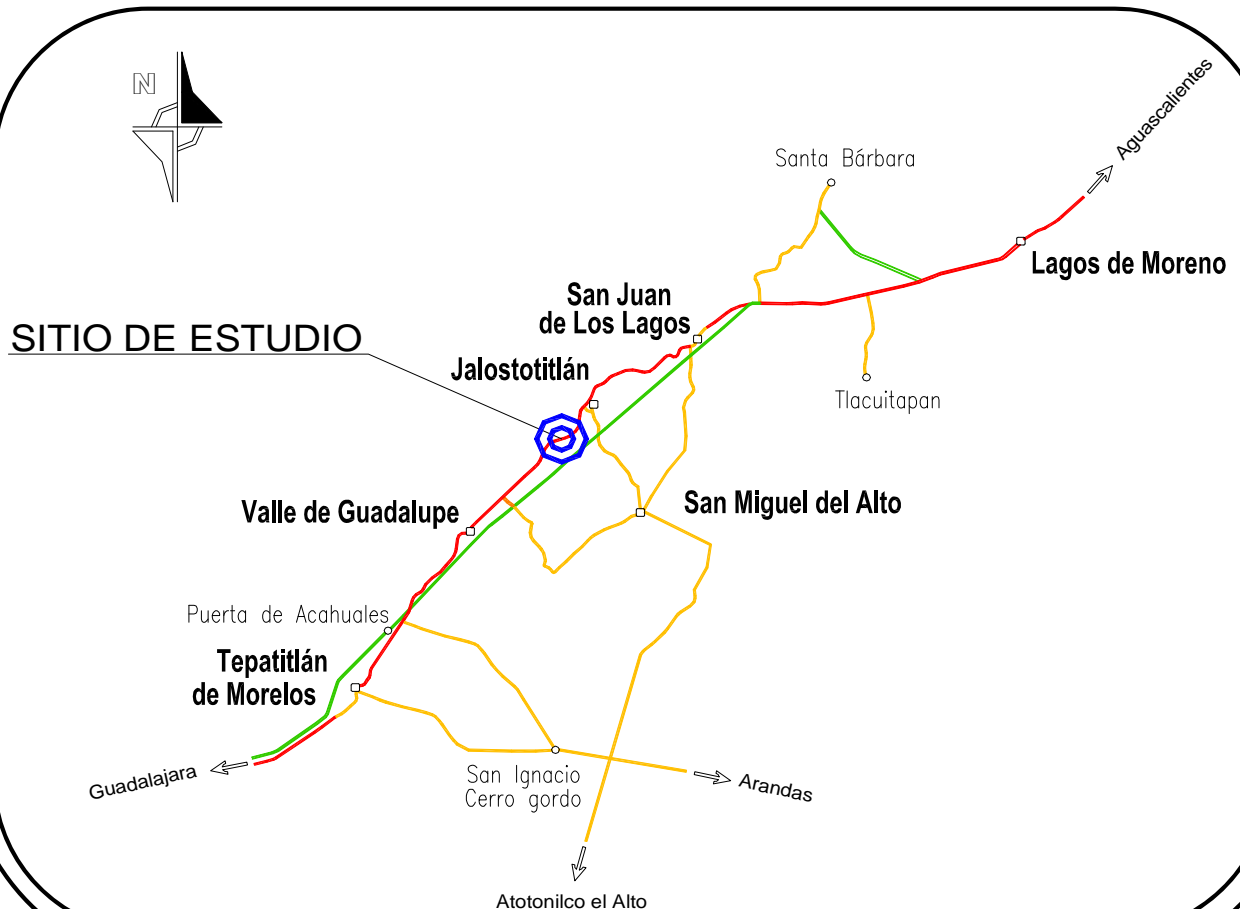 N
Aguascalientes
Santa Bárbara
Lagos de Moreno
San Juan
de Los Lagos
SITIO DE ESTUDIO
Jalostotitlán
Tlacuitapan
Valle de Guadalupe
San Miguel del Alto
Puerta de Acahuales
Tepatitlán
de Morelos
Guadalajara
San Ignacio
Cerro gordo
Arandas
Atotonilco el Alto